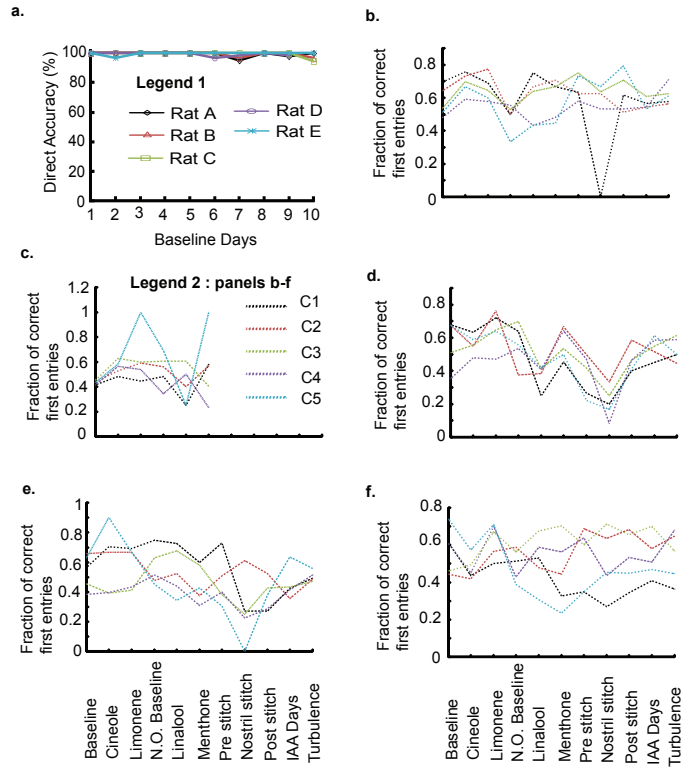 a.
100
80
60
40
20
0
Direct Accuracy (%)
Legend 1
Rat A
Rat B
Rat C
Rat D
Rat E
1 2 3 4 5 6 7 8 9 10
Baseline Days
b.
0.8
0.6
0.4
0.2
0
Fraction of correct
first entries
c.
1.2
1
0.8
0.6
0.4
0.2
0
Fraction of correct
first entries
Legend 2 : panels b-f
C1
C2
C3
C4
C5
d.
0.8
0.6
0.4
0.2
0
Fraction of correct
first entries
e.
1
0.8
0.6
0.4
0.2
0
Fraction of correct
first entries
Baseline
Cineole
Limonene
N.O. Baseline
Linalool
Menthone
Pre stitch
Nostril stitch
Post stitch
IAA Days
Turbulence
f.
0.8
0.6
0.4
0.2
0
Fraction of correct
first entries
Baseline
Cineole
Limonene
N.O. Baseline
Linalool
Menthone
Pre stitch
Nostril stitch
Post stitch
IAA Days
Turbulence